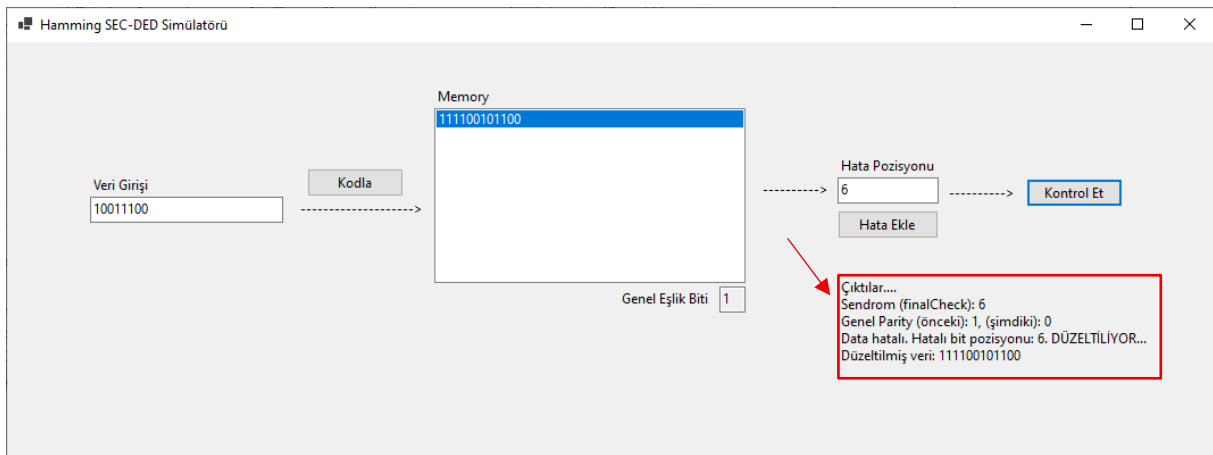 Hamming SEC-DED Simülatörü
Memory
111100101100
Veri Girişi
10011100
Kodla
-------------------->
Genel Eşlik Biti 1
---------->
Hata Pozisyonu
6
Hata Ekle
---------->
Kontrol Et
Çıktılar....
Sendrom (finalCheck): 6
Genel Parity (önceki): 1, (şimdiki): 0
Data hatalı. Hatalı bit pozisyonu: 6. DÜZELTİLİYOR...
Düzeltilmiş veri: 111100101100